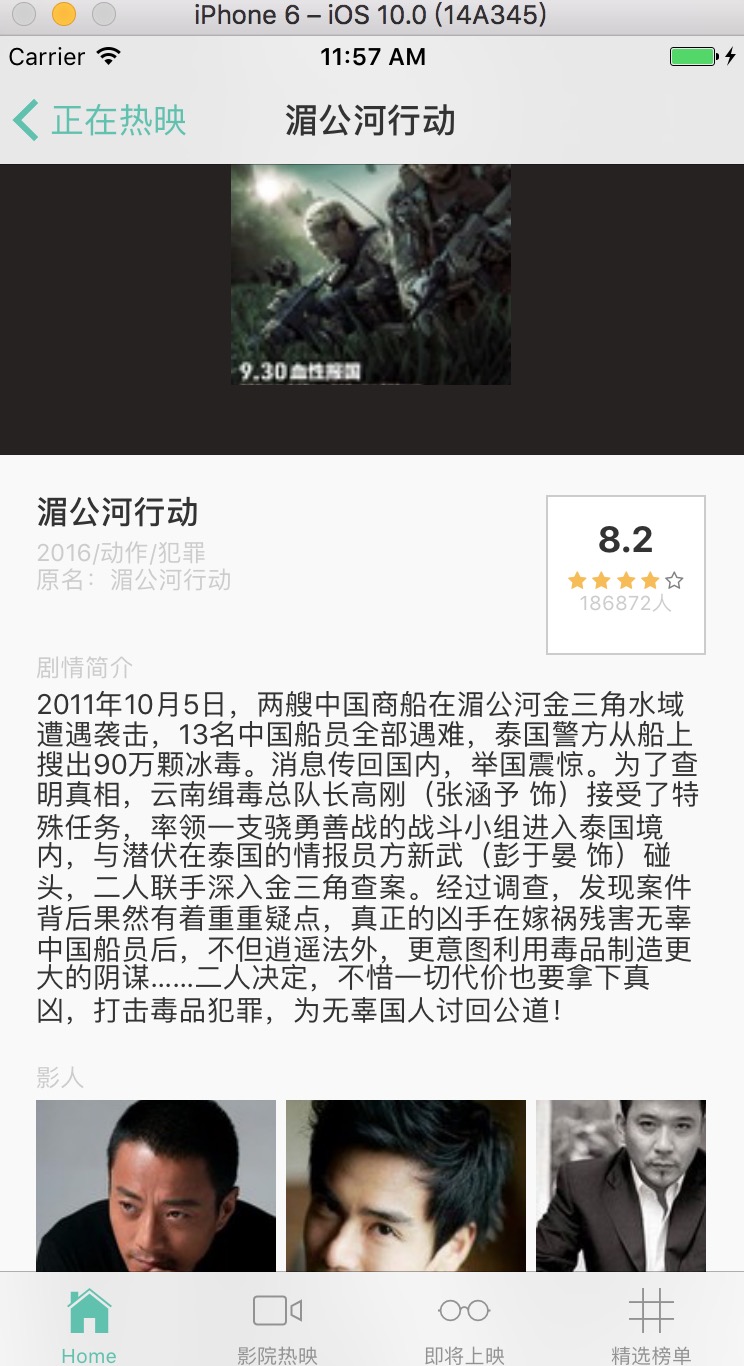 iPhone 6 – iOS 10.0 (14A345)
Carrier 11:57 AM
正在热映 湄公河行动
9.30血性报国
湄公河行动
2016/动作/犯罪
原名：湄公河行动
8.2
186872人
剧情简介
2011年10月5日，两艘中国商船在湄公河金三角水域
遭遇袭击，13名中国船员全部遇难，泰国警方从船上
搜出90万颗冰毒。消息传回国内，举国震惊。为了查
明真相，云南缉毒总队长高刚（张涵予 饰）接受了特
殊任务，率领一支骁勇善战的战斗小组进入泰国境
内，与潜伏在泰国的情报员方新武（彭于晏 饰）碰
头，二人联手深入金三角查案。经过调查，发现案件
背后果然有着重重疑点，真正的凶手在嫁祸残害无辜
中国船员后，不但逍遥法外，更意图利用毒品制造更
大的阴谋……二人决定，不惜一切代价也要拿下真
凶，打击毒品犯罪，为无辜国人讨回公道！
影人
Home 影院热映 即将上映 精选榜单